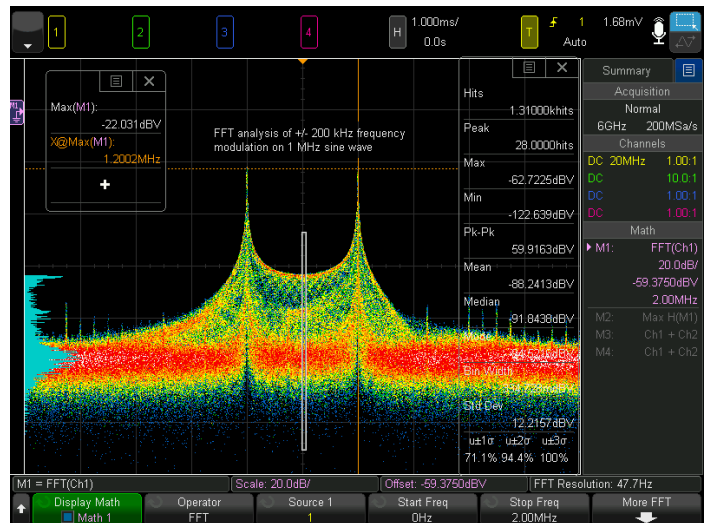 1
2
3
4
H
1.000ms/
0.0s
T
1
Auto
1.68mV
M1
Max(M1):
-22.031dBV
X@Max(M1):
1.2002MHz
FFT analysis of +/- 200 kHz frequency
modulation on 1 MHz sine wave
Hits
1.31000khits
Peak
28.0000hits
Max
-62.7225dBV
Min
-122.639dBV
Pk-Pk
59.9163dBV
Mean
-88.2413dBV
Median
-91.8438dBV
Bin Width
Std Dev
12.2157dBV
u±1σ u±2σ u±3σ
71.1% 94.4% 100%
Summary
Acquisition
Normal
6GHz 200MSa/s
Channels
DC 20MHz 1.00:1
DC 10.0:1
DC 1.00:1
DC 1.00:1
Math
M1: FFT(Ch1)
20.0dB/
-59.3750dBV
2.00MHz
M2: Max H(M1)
M3: Ch1 + Ch2
M4: Ch1 + Ch2
M1 = FFT(Ch1)
Scale: 20.0dB/
Offset: -59.3750dBV
FFT Resolution: 47.7Hz
Display Math
Math 1
Operator
FFT
Source 1
1
Start Freq
0Hz
Stop Freq
2.00MHz
More FFT